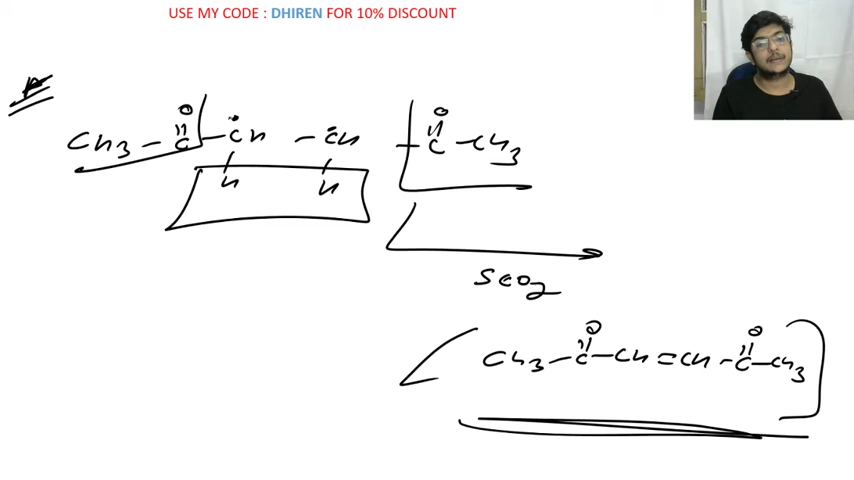 USE MY CODE : DHIREN FOR 10% DISCOUNT
O O
CH3 — C — CH — CH — C — CH3
H H
SeO2
O O
CH3 — C — CH = CH — C — CH3